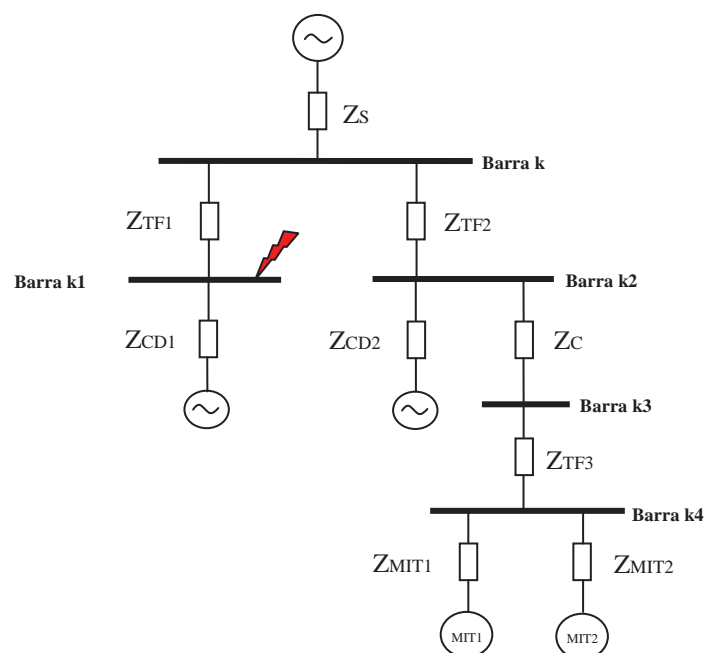 ZS
Barra k
ZTF1
ZTF2
Barra k1
Barra k2
ZCD1
ZCD2
ZC
Barra k3
ZTF3
Barra k4
ZMIT1
ZMIT2
MIT1
MIT2